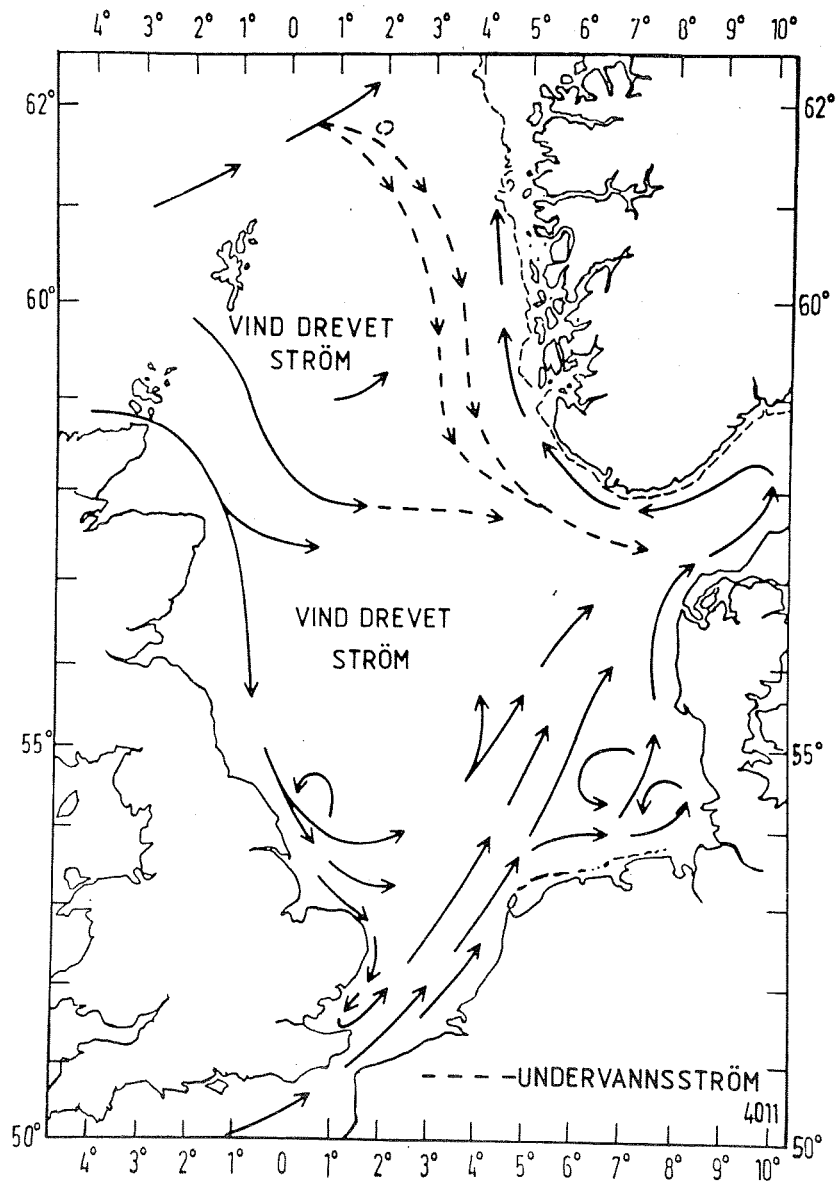 4° 3° 2° 1° 0 1° 2° 3° 4° 5° 6° 7° 8° 9° 10°
62° 62°
60° 60°
VIND DREVET
STRÖM
VIND DREVET
STRÖM
55° 55°
---- UNDERVANNSSTRÖM
4011
50° 50°
4° 3° 2° 1° 0 1° 2° 3° 4° 5° 6° 7° 8° 9° 10°